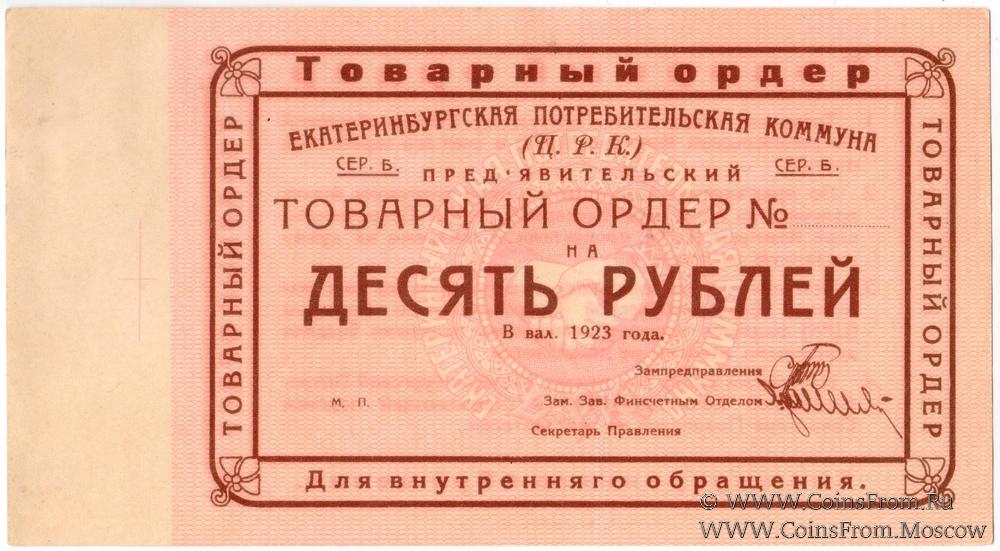 Товарный ордер
ЕКАТЕРИНБУРГСКАЯ ПОТРЕБИТЕЛЬСКАЯ КОММУНА
(Ц. Р. К.)
СЕР. Б.
СЕР. Б.
ПРЕД'ЯВИТЕЛЬСКИЙ
ТОВАРНЫЙ ОРДЕР №
НА
ДЕСЯТЬ РУБЛЕЙ
В вал. 1923 года.
Зампредправления
М. П.
Зам. Зав. Финсчетным Отделом
Секретарь Правления
Для внутреннего обращения.
ТОВАРНЫЙ ОРДЕР
ТОВАРНЫЙ ОРДЕР
© WWW.CoinsFrom.Ru
WWW.CoinsFrom.Moscow